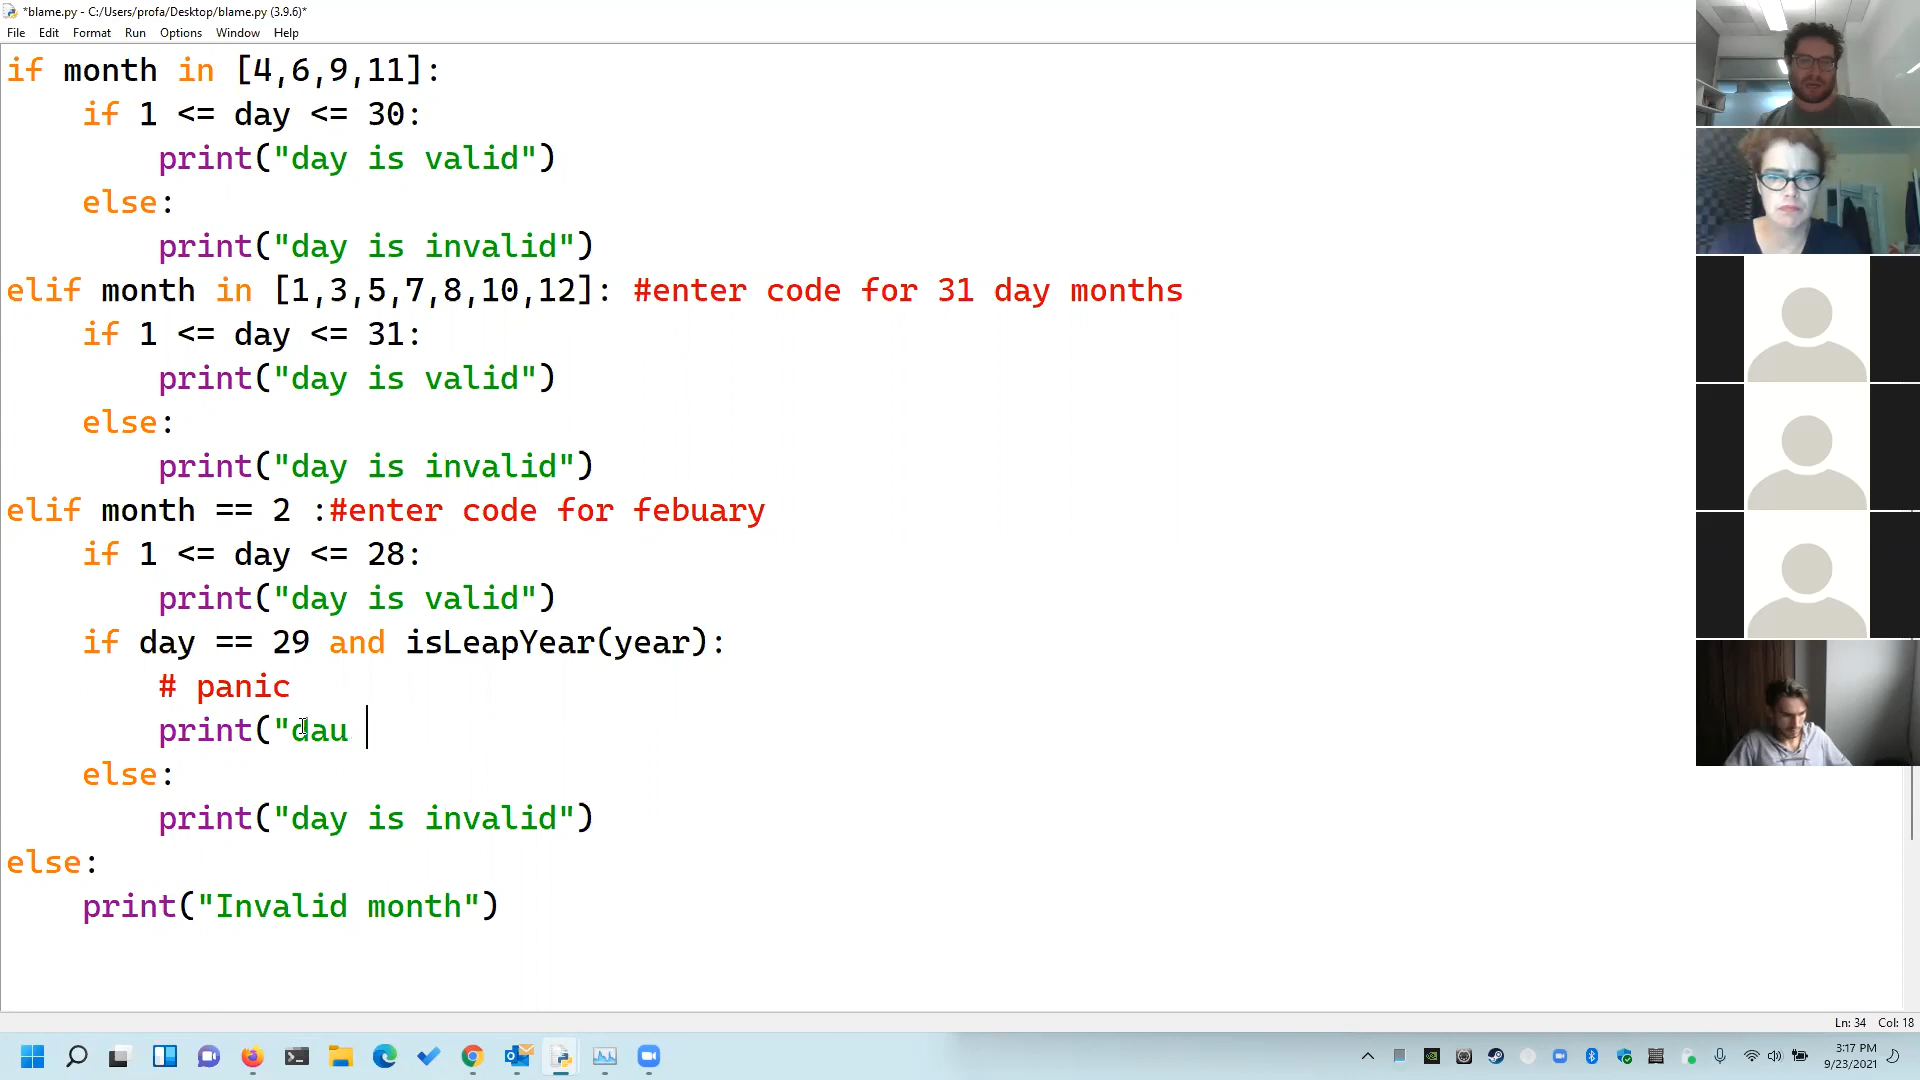 *blame.py - C:/Users/profa/Desktop/blame.py (3.9.6)*
File Edit Format Run Options Window Help
if month in [4,6,9,11]:
    if 1 <= day <= 30:
        print("day is valid")
    else:
        print("day is invalid")
elif month in [1,3,5,7,8,10,12]: #enter code for 31 day months
    if 1 <= day <= 31:
        print("day is valid")
    else:
        print("day is invalid")
elif month == 2 :#enter code for febuary
    if 1 <= day <= 28:
        print("day is valid")
    if day == 29 and isLeapYear(year):
        # panic
        print("dau
    else:
        print("day is invalid")
else:
    print("Invalid month")
Ln: 34 Col: 18
3:17 PM
9/23/2021